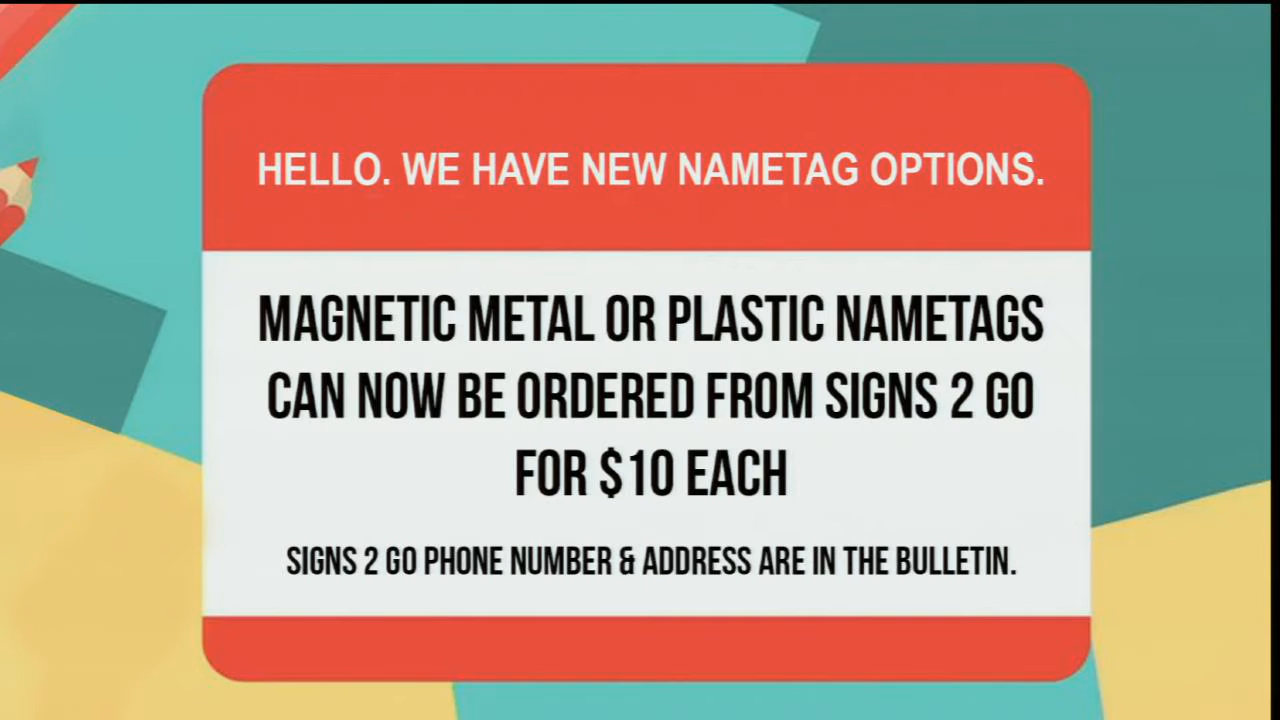 HELLO. WE HAVE NEW NAMETAG OPTIONS.
MAGNETIC METAL OR PLASTIC NAMETAGS
CAN NOW BE ORDERED FROM SIGNS 2 GO
FOR $10 EACH
SIGNS 2 GO PHONE NUMBER & ADDRESS ARE IN THE BULLETIN.